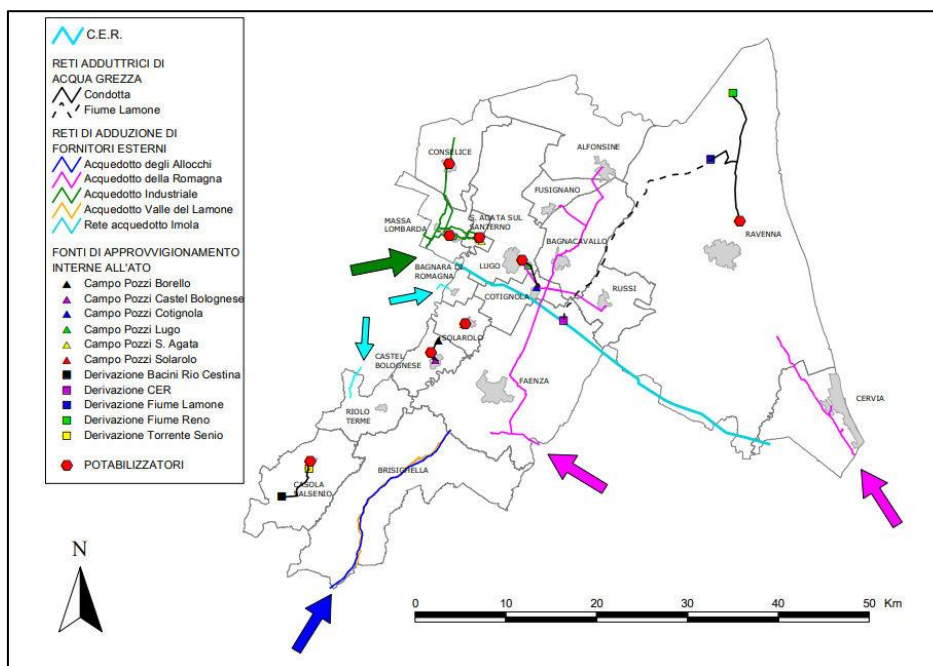 C.E.R.
RETI ADDUTTRICI DI
ACQUA GREZZA
Condotta
Fiume Lamone
RETI DI ADDUZIONE DI
FORNITORI ESTERNI
Acquedotto degli Allocchi
Acquedotto della Romagna
Acquedotto Industriale
Acquedotto Valle del Lamone
Rete acquedotto Imola
FONTI DI APPROVVIGIONAMENTO
INTERNE ALL'ATO
Campo Pozzi Borello
Campo Pozzi Castel Bolognese
Campo Pozzi Cotignola
Campo Pozzi Lugo
Campo Pozzi S. Agata
Campo Pozzi Solarolo
Derivazione Bacini Rio Cestina
Derivazione CER
Derivazione Fiume Lamone
Derivazione Fiume Reno
Derivazione Torrente Senio
POTABILIZZATORI
CONSELICE
ALFONSINE
FUSIGNANO
MASSA
LOMBARDA
S. AGATA SUL
SANTERNO
RAVENNA
BAGNACAVALLO
LUGO
BAGNARA DI
ROMAGNA
RUSSI
COTIGNOLA
SOLAROLO
CASTEL
BOLOGNESE
FAENZA
CERVIA
RIOLO
TERME
BRISIGHELLA
CASOLA
VALSENIO
N
0 10 20 30 40 50 Km